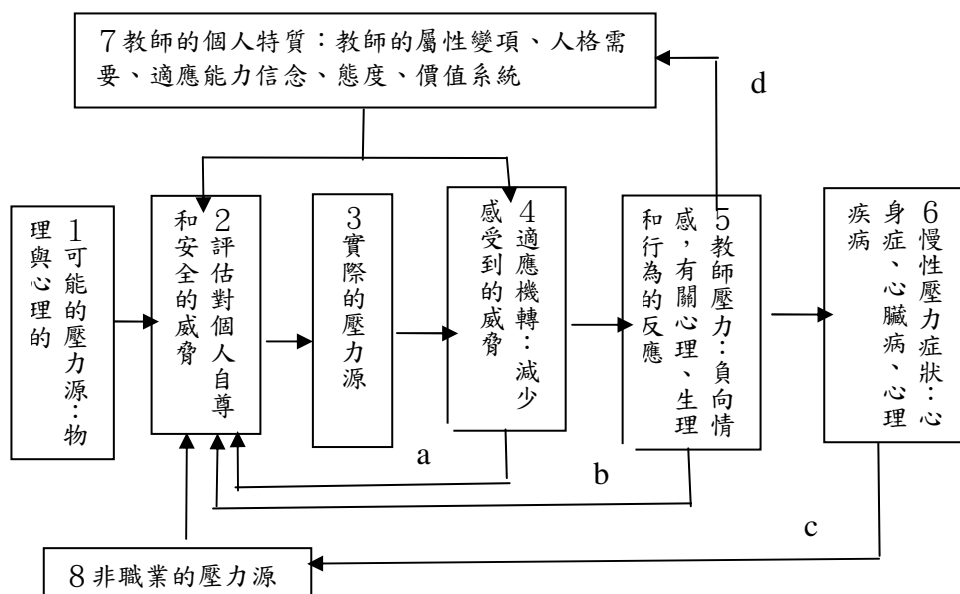 7教師的個人特質：教師的屬性變項、人格需
要、適應能力信念、態度、價值系統
d
1可能的壓力源：物
理與心理的
2評估對個人自尊
和安全的威脅
3實際的壓力源
4適應機轉：減少
感受到的威脅
5教師壓力：負向情
感，有關心理、生理
和行為的反應
6慢性壓力症狀：心
身症、心臟病、心理
疾病
a
b
c
8非職業的壓力源